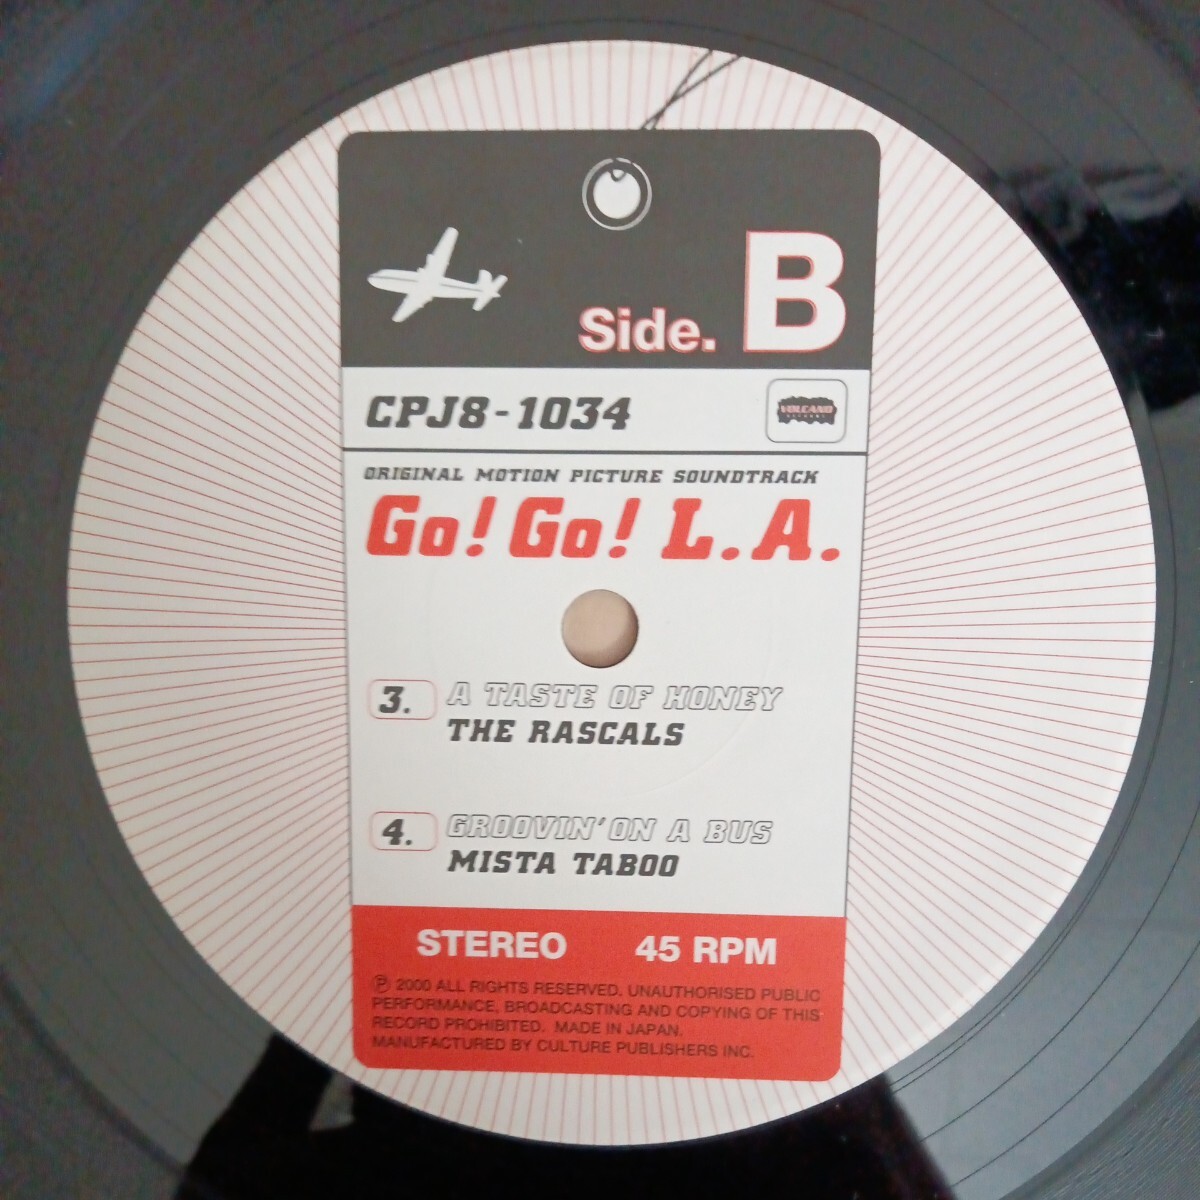 Side. B
CPJ8-1034
VOLCANO
ORIGINAL MOTION PICTURE SOUNDTRACK
Go! Go! L.A.
3. A TASTE OF HONEY
THE RASCALS
4. GROOVIN' ON A BUS
MISTA TABOO
STEREO 45 RPM
℗ 2000 ALL RIGHTS RESERVED. UNAUTHORISED PUBLIC
PERFORMANCE, BROADCASTING AND COPYING OF THIS
RECORD PROHIBITED. MADE IN JAPAN.
MANUFACTURED BY CULTURE PUBLISHERS INC.